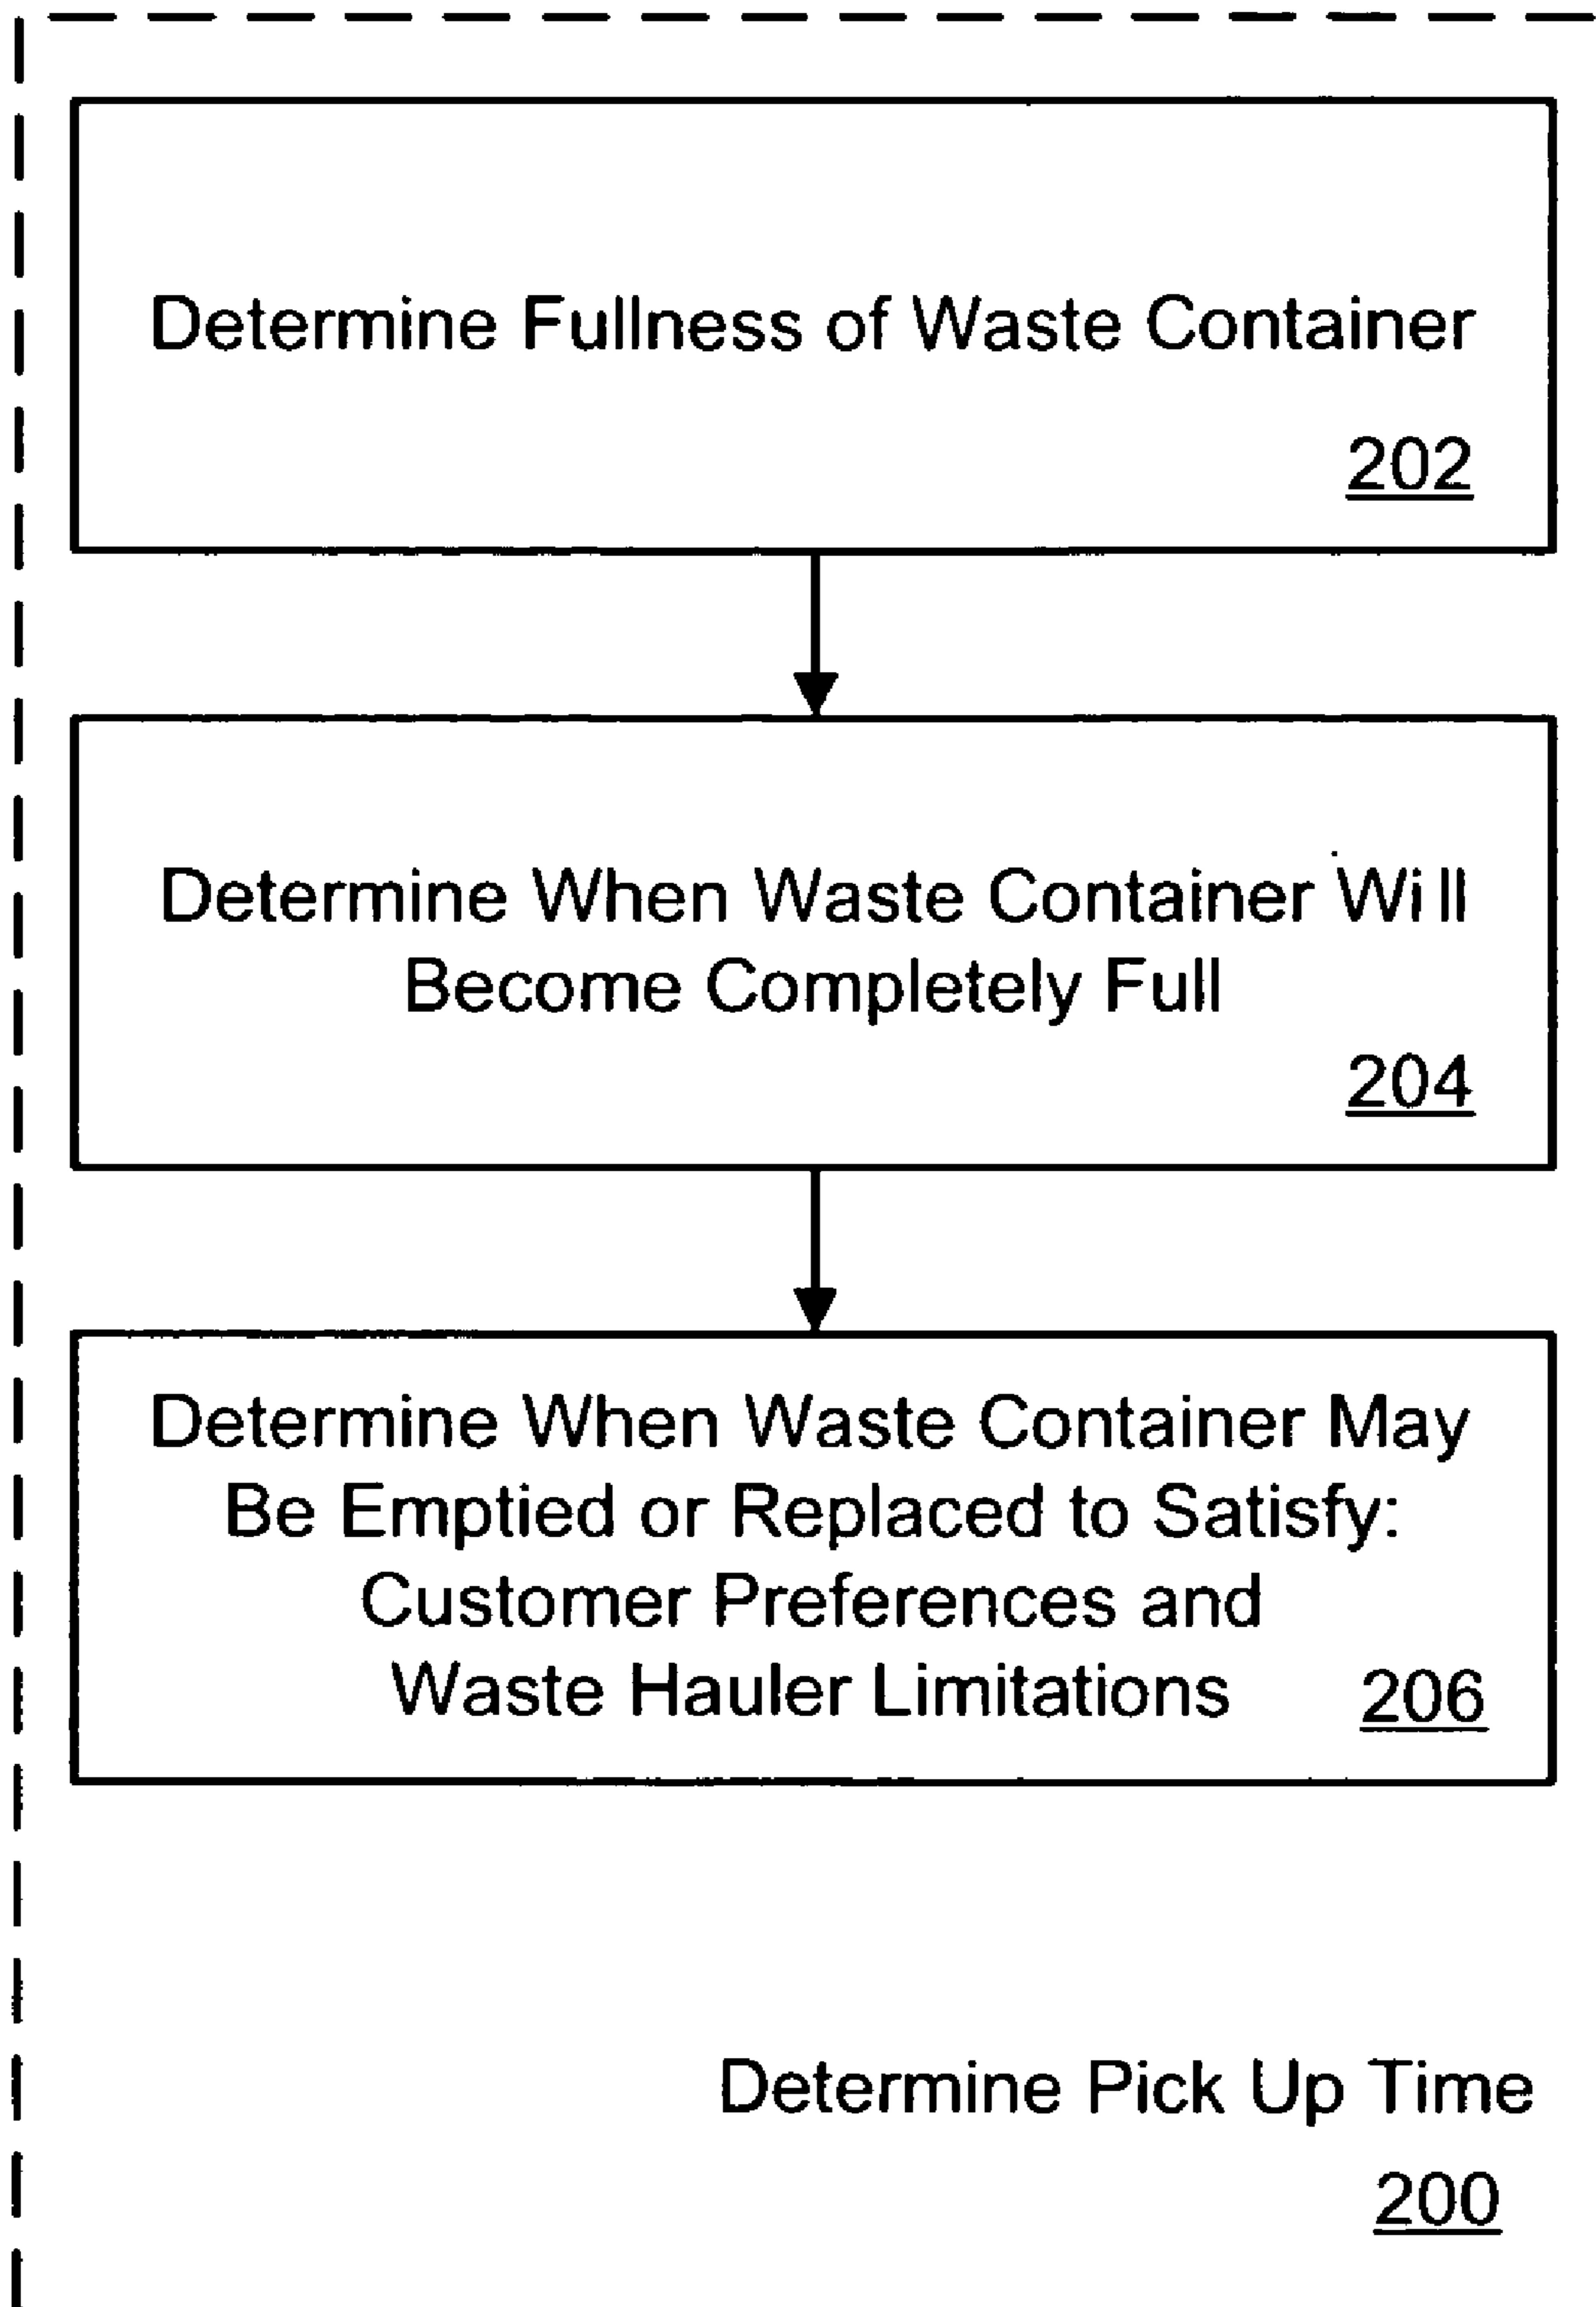 Determine Fullness of Waste Container
202
Determine When Waste Container Will
Become Completely Full
204
Determine When Waste Container May
Be Emptied or Replaced to Satisfy:
Customer Preferences and
Waste Hauler Limitations 206
Determine Pick Up Time
200